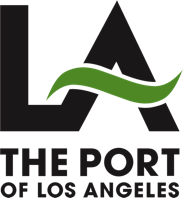 LA
THE PORT
OF LOS ANGELES